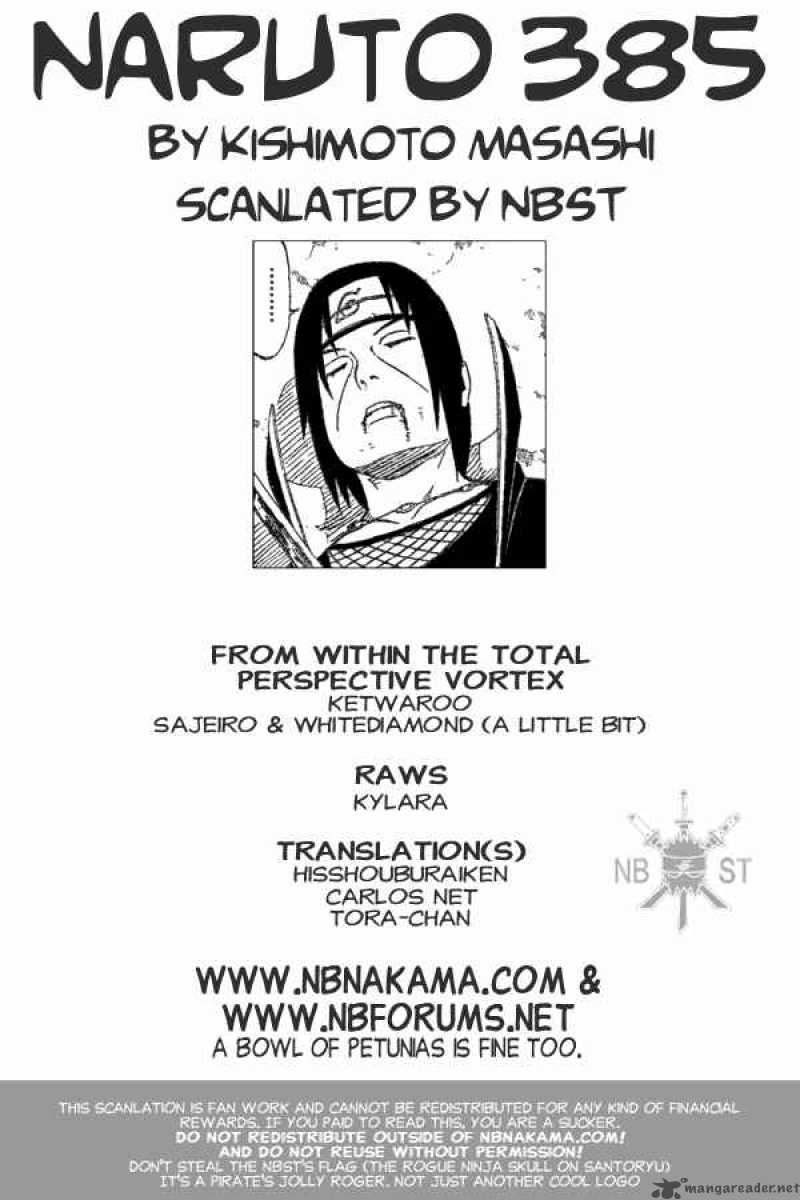 NARUTO 385
BY KISHIMOTO MASASHI
SCANLATED BY NBST
........
FROM WITHIN THE TOTAL
PERSPECTIVE VORTEX
KETWAROO
SAJEIRO & WHITEDIAMOND (A LITTLE BIT)
RAWS
KYLARA
TRANSLATION(S)
HISSHOUBURAIKEN
CARLOS NET
TORA-CHAN
NB ST
WWW.NBNAKAMA.COM &
WWW.NBFORUMS.NET
A BOWL OF PETUNIAS IS FINE TOO.
THIS SCANLATION IS FAN WORK AND CANNOT BE REDISTRIBUTED FOR ANY KIND OF FINANCIAL
REWARDS. IF YOU PAID TO READ THIS, YOU ARE A SUCKER.
DO NOT REDISTRIBUTE OUTSIDE OF NBNAKAMA.COM!
AND DO NOT REUSE WITHOUT PERMISSION!
DON'T STEAL THE NBST'S FLAG (THE ROGUE NINJA SKULL ON SANTORYU)
IT'S A PIRATE'S JOLLY ROGER. NOT JUST ANOTHER COOL LOGO
mangareader.net